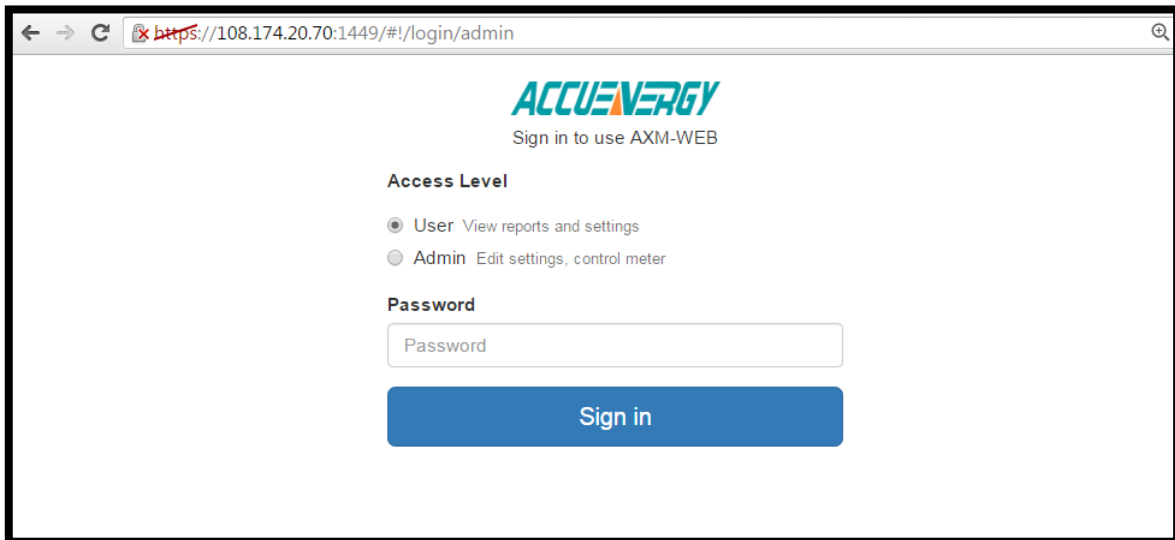 https://108.174.20.70:1449/#!/login/admin
ACCUENERGY
Sign in to use AXM-WEB
Access Level
User View reports and settings
Admin Edit settings, control meter
Password
Password
Sign in